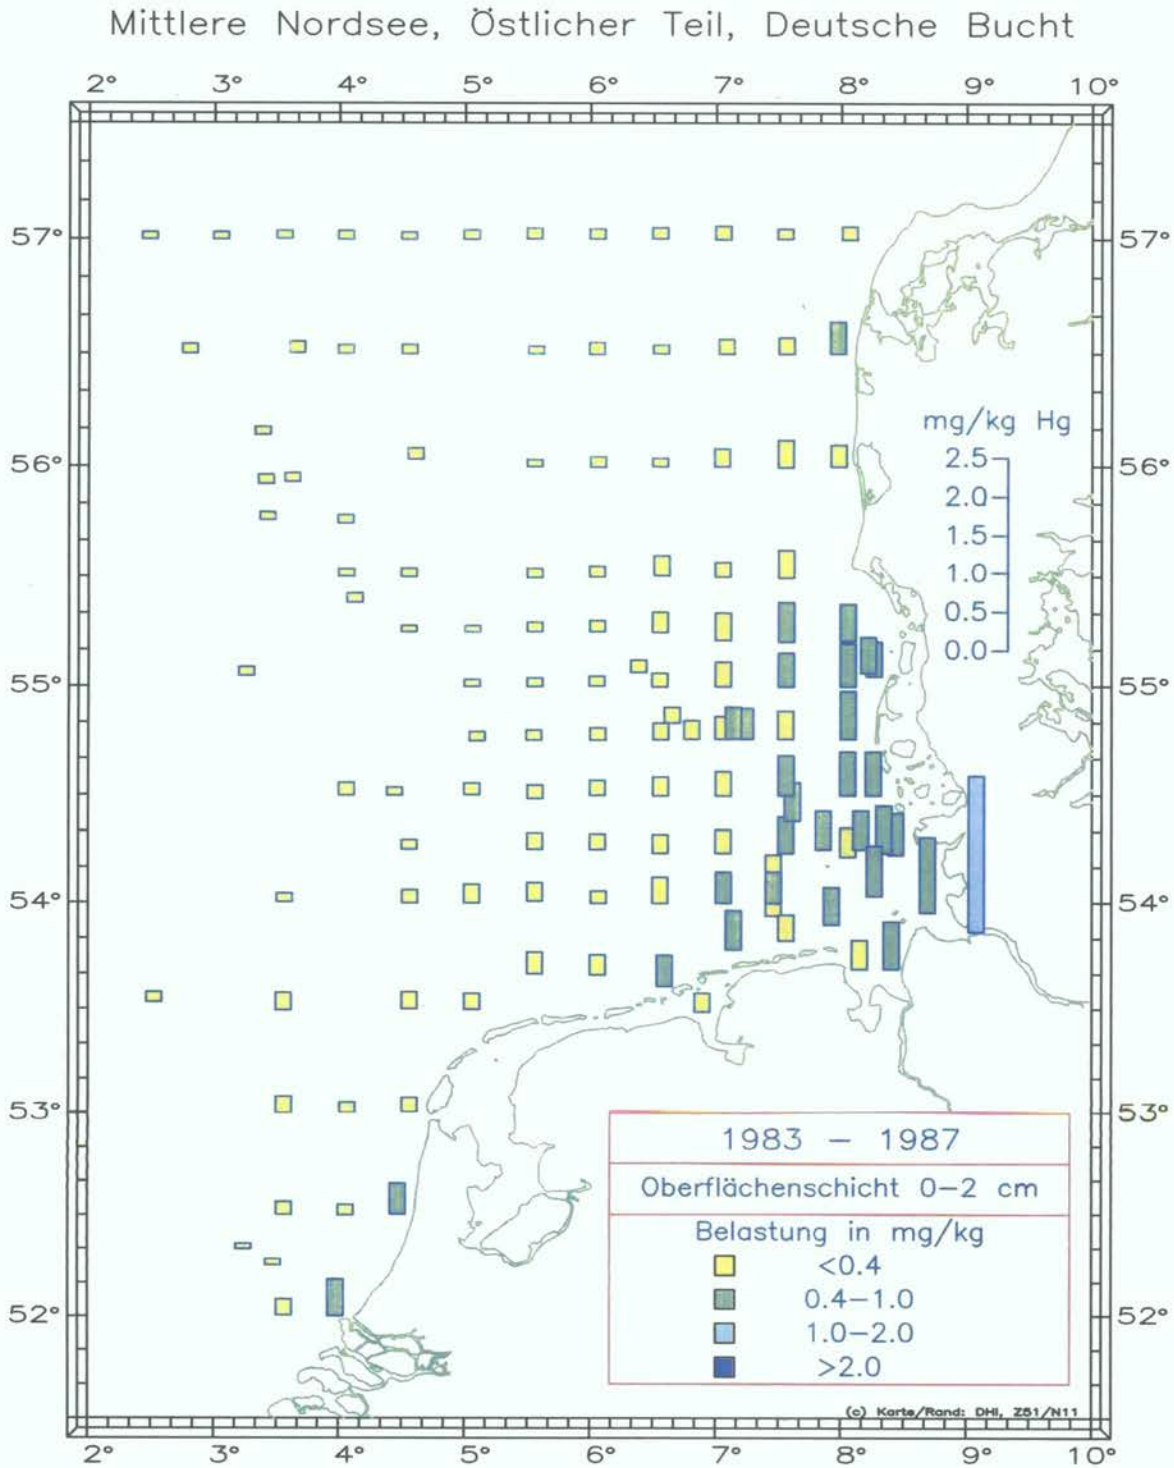 Mittlere Nordsee, Östlicher Teil, Deutsche Bucht
2° 3° 4° 5° 6° 7° 8° 9° 10°
57° 57°
mg/kg Hg
56° 2.5 56°
2.0
1.5
1.0
0.5
0.0
55° 55°
54° 54°
53° 53°
1983 – 1987
Oberflächenschicht 0–2 cm
Belastung in mg/kg
<0.4
0.4–1.0
52° 52°
1.0–2.0
>2.0
(c) Karte/Rand: DHI, Z51/N11
2° 3° 4° 5° 6° 7° 8° 9° 10°